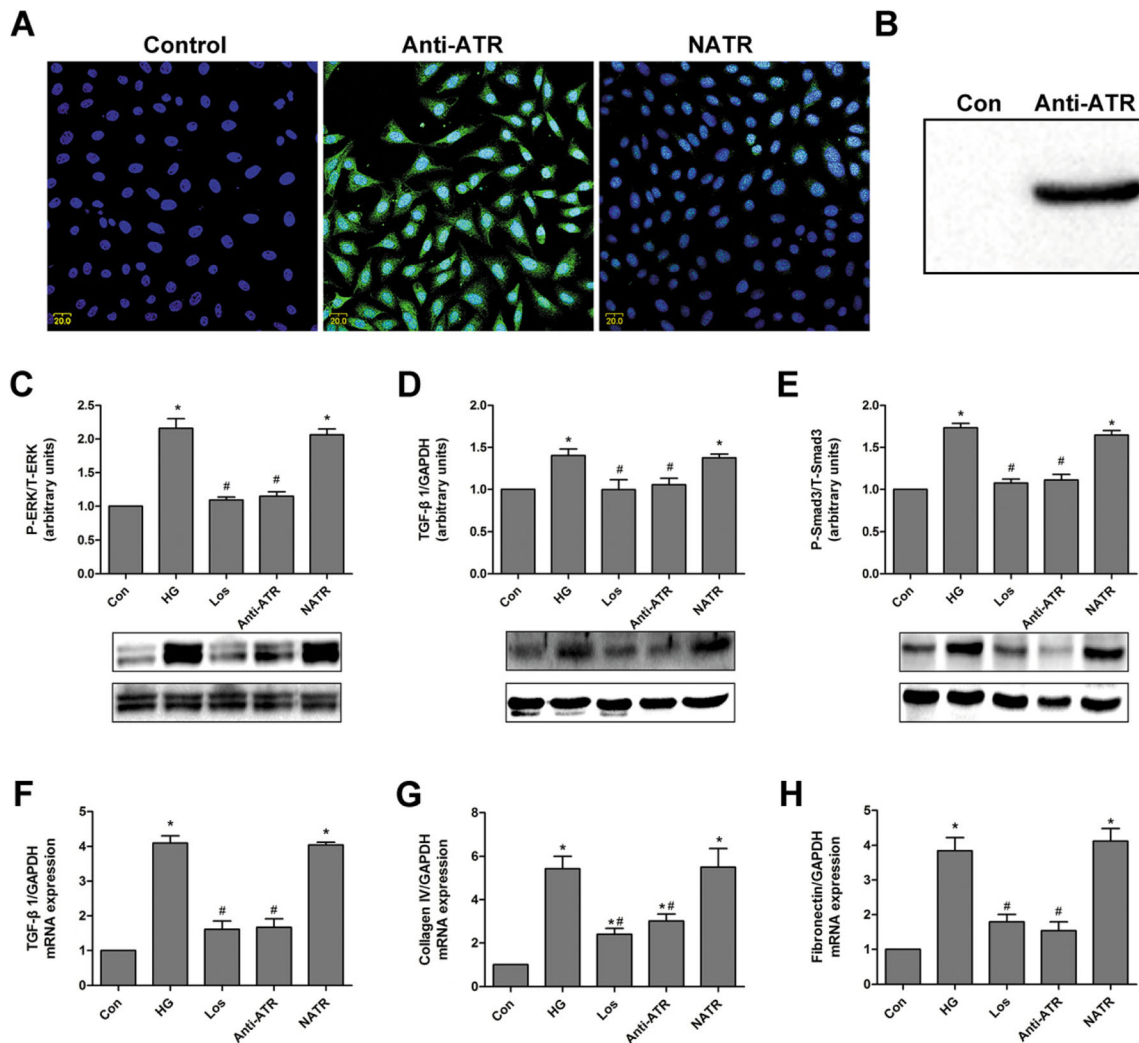 A
Control
Anti-ATR
NATR
20.0
20.0
20.0
B
Con Anti-ATR
C
P-ERK/T-ERK
(arbitrary units)
2.5
2.0
1.5
1.0
0.5
0.0
*
#
#
*
Con
HG
Los
Anti-ATR
NATR
D
TGF-β 1/GAPDH
(arbitrary units)
2.0
1.5
1.0
0.5
0.0
*
#
#
*
Con
HG
Los
Anti-ATR
NATR
E
P-Smad3/T-Smad3
(arbitrary units)
2.0
1.5
1.0
0.5
0.0
*
#
#
*
Con
HG
Los
Anti-ATR
NATR
F
TGF-β 1/GAPDH
mRNA expression
5
4
3
2
1
0
*
#
#
*
Con
HG
Los
Anti-ATR
NATR
G
Collagen IV/GAPDH
mRNA expression
8
6
4
2
0
*
*#
*#
*
Con
HG
Los
Anti-ATR
NATR
H
Fibronectin/GAPDH
mRNA expression
5
4
3
2
1
0
*
#
#
*
Con
HG
Los
Anti-ATR
NATR